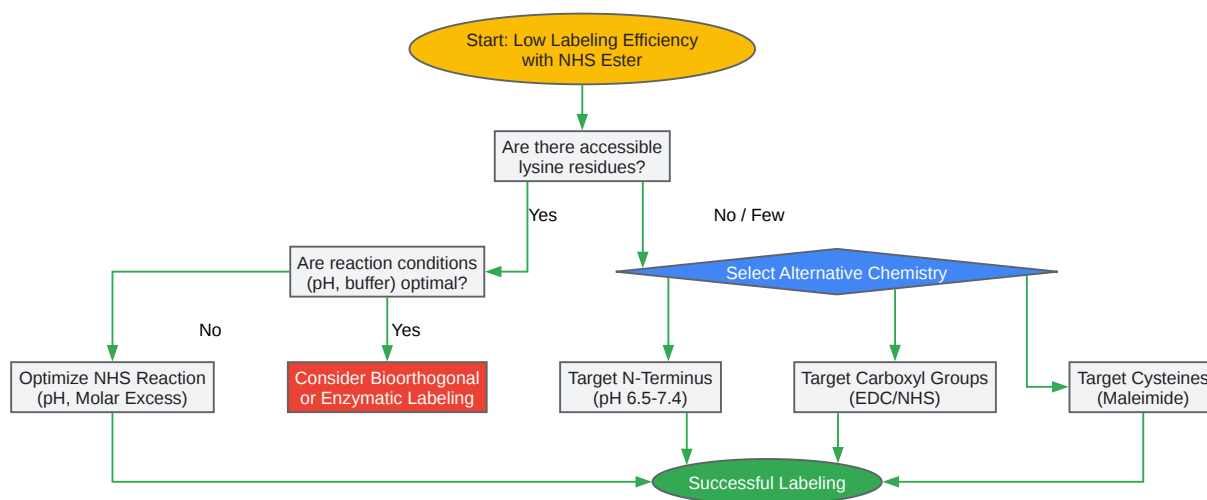 Start: Low Labeling Efficiency
with NHS Ester
Are there accessible
lysine residues?
Yes
No / Few
Are reaction conditions
(pH, buffer) optimal?
Select Alternative Chemistry
No
Yes
Optimize NHS Reaction
(pH, Molar Excess)
Consider Bioorthogonal
or Enzymatic Labeling
Target N-Terminus
(pH 6.5-7.4)
Target Carboxyl Groups
(EDC/NHS)
Target Cysteines
(Maleimide)
Successful Labeling